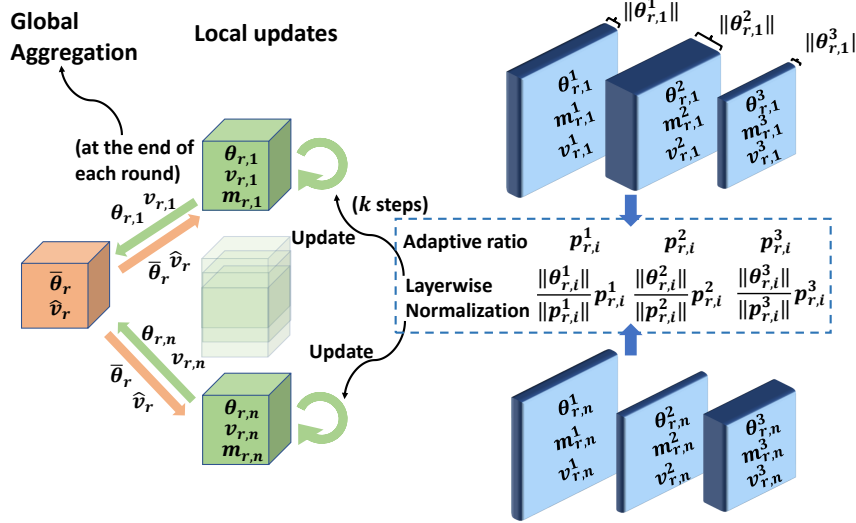 Global
Aggregation
Local updates
(at the end of
each round)
θ_{r,1}
v_{r,1}
m_{r,1}
θ_{r,1} v_{r,1}
θ̄_r v̂_r
(k steps)
Update
θ̄_r
v̂_r
θ_{r,n}
v_{r,n}
θ̄_r v̂_r
Update
θ_{r,n}
v_{r,n}
m_{r,n}
‖θ^1_{r,1}‖ ‖θ^2_{r,1}‖ ‖θ^3_{r,1}‖
θ^1_{r,1}
m^1_{r,1}
v^1_{r,1}
θ^2_{r,1}
m^2_{r,1}
v^2_{r,1}
θ^3_{r,1}
m^3_{r,1}
v^3_{r,1}
Adaptive ratio p^1_{r,i} p^2_{r,i} p^3_{r,i}
Layerwise
Normalization
‖θ^1_{r,i}‖/‖p^1_{r,i}‖ p^1_{r,i} ‖θ^2_{r,i}‖/‖p^2_{r,i}‖ p^2_{r,i} ‖θ^3_{r,i}‖/‖p^3_{r,i}‖ p^3_{r,i}
θ^1_{r,n}
m^1_{r,n}
v^1_{r,n}
θ^2_{r,n}
m^2_{r,n}
v^2_{r,n}
θ^3_{r,n}
m^3_{r,n}
v^3_{r,n}